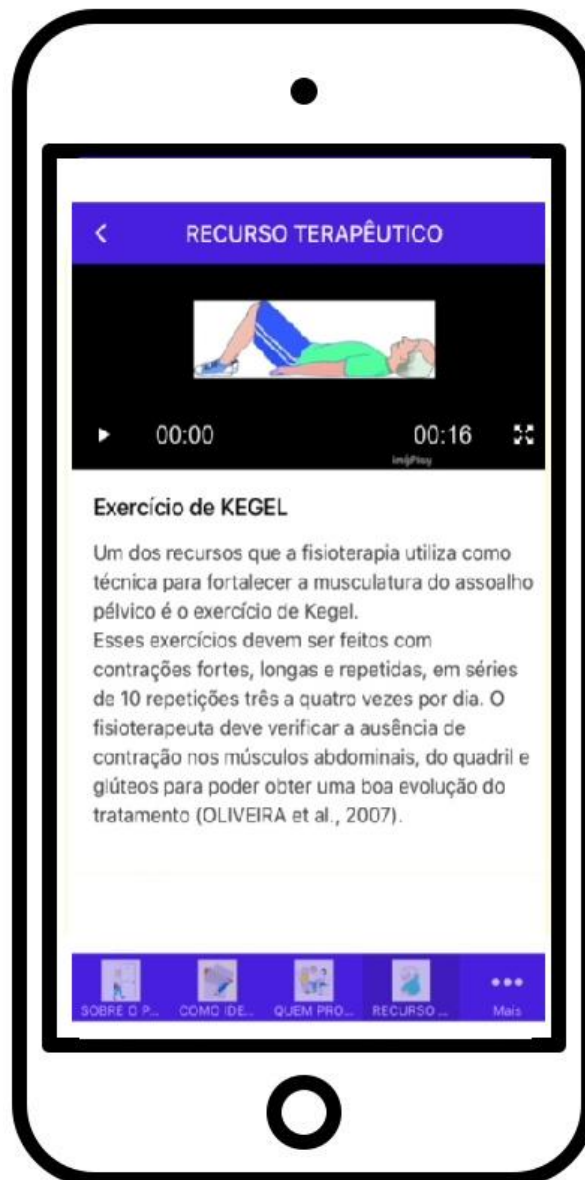 RECURSO TERAPÊUTICO
00:00
00:16
imgPlay
Exercício de KEGEL
Um dos recursos que a fisioterapia utiliza como
técnica para fortalecer a musculatura do assoalho
pélvico é o exercício de Kegel.
Esses exercícios devem ser feitos com
contrações fortes, longas e repetidas, em séries
de 10 repetições três a quatro vezes por dia. O
fisioterapeuta deve verificar a ausência de
contração nos músculos abdominais, do quadril e
glúteos para poder obter uma boa evolução do
tratamento (OLIVEIRA et al., 2007).
SOBRE O P... COMO IDE... QUEM PRO... RECURSO ... Mais